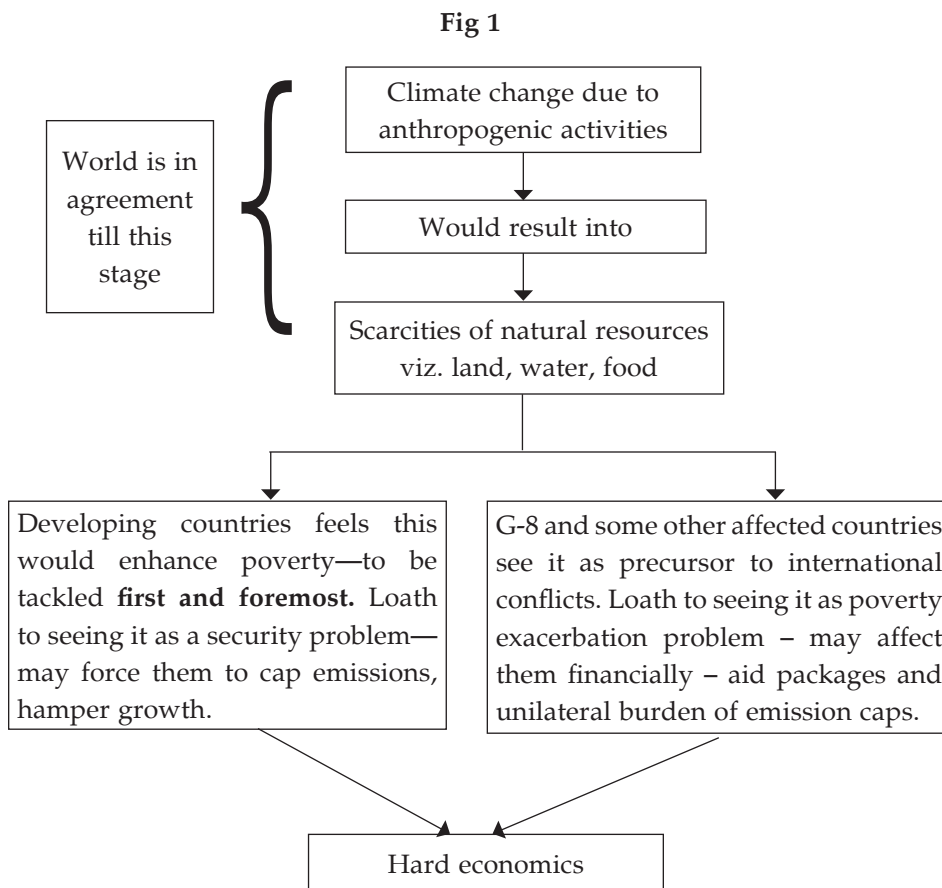 Fig 1
Climate change due to
anthropogenic activities
World is in
agreement
till this
stage
Would result into
Scarcities of natural resources
viz. land, water, food
Developing countries feels this
would enhance poverty—to be
tackled first and foremost. Loath
to seeing it as a security problem—
may force them to cap emissions,
hamper growth.
G-8 and some other affected countries
see it as precursor to international
conflicts. Loath to seeing it as poverty
exacerbation problem – may affect
them financially – aid packages and
unilateral burden of emission caps.
Hard economics